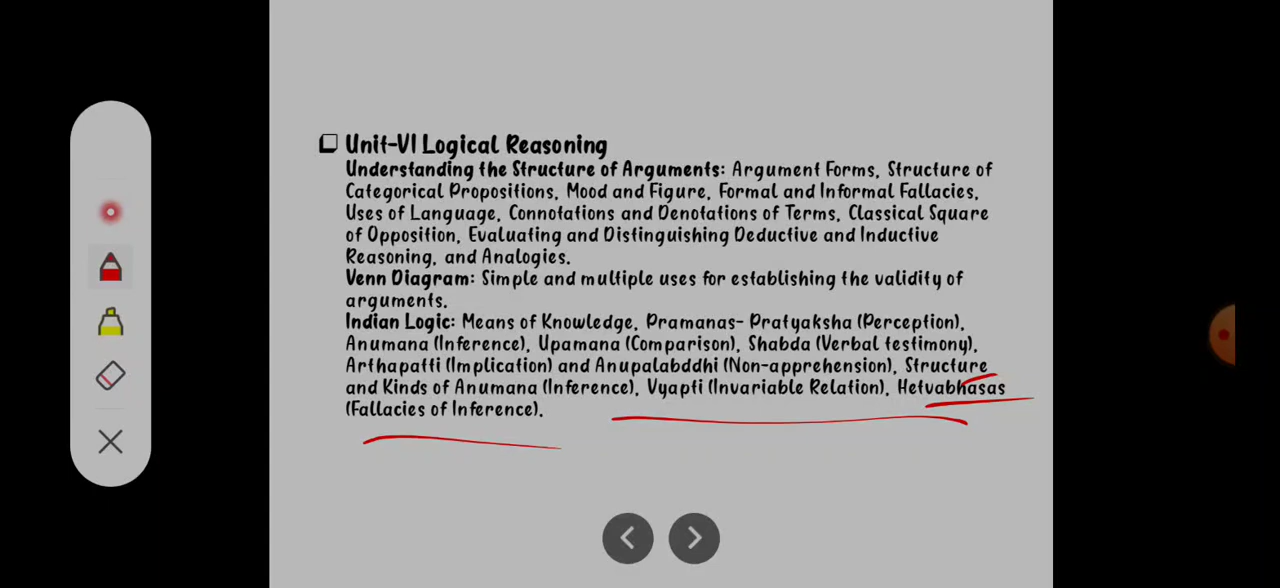 Unit-VI Logical Reasoning
Understanding the Structure of Arguments: Argument Forms, Structure of
Categorical Propositions, Mood and Figure, Formal and Informal Fallacies,
Uses of Language, Connotations and Denotations of Terms, Classical Square
of Opposition, Evaluating and Distinguishing Deductive and Inductive
Reasoning, and Analogies.
Venn Diagram: Simple and multiple uses for establishing the validity of
arguments.
Indian Logic: Means of Knowledge, Pramanas- Pratyaksha (Perception),
Anumana (Inference), Upamana (Comparison), Shabda (Verbal testimony),
Arthapatti (Implication) and Anupalabddhi (Non-apprehension), Structure
and Kinds of Anumana (Inference), Vyapti (Invariable Relation), Hetvabhasas
(Fallacies of Inference).